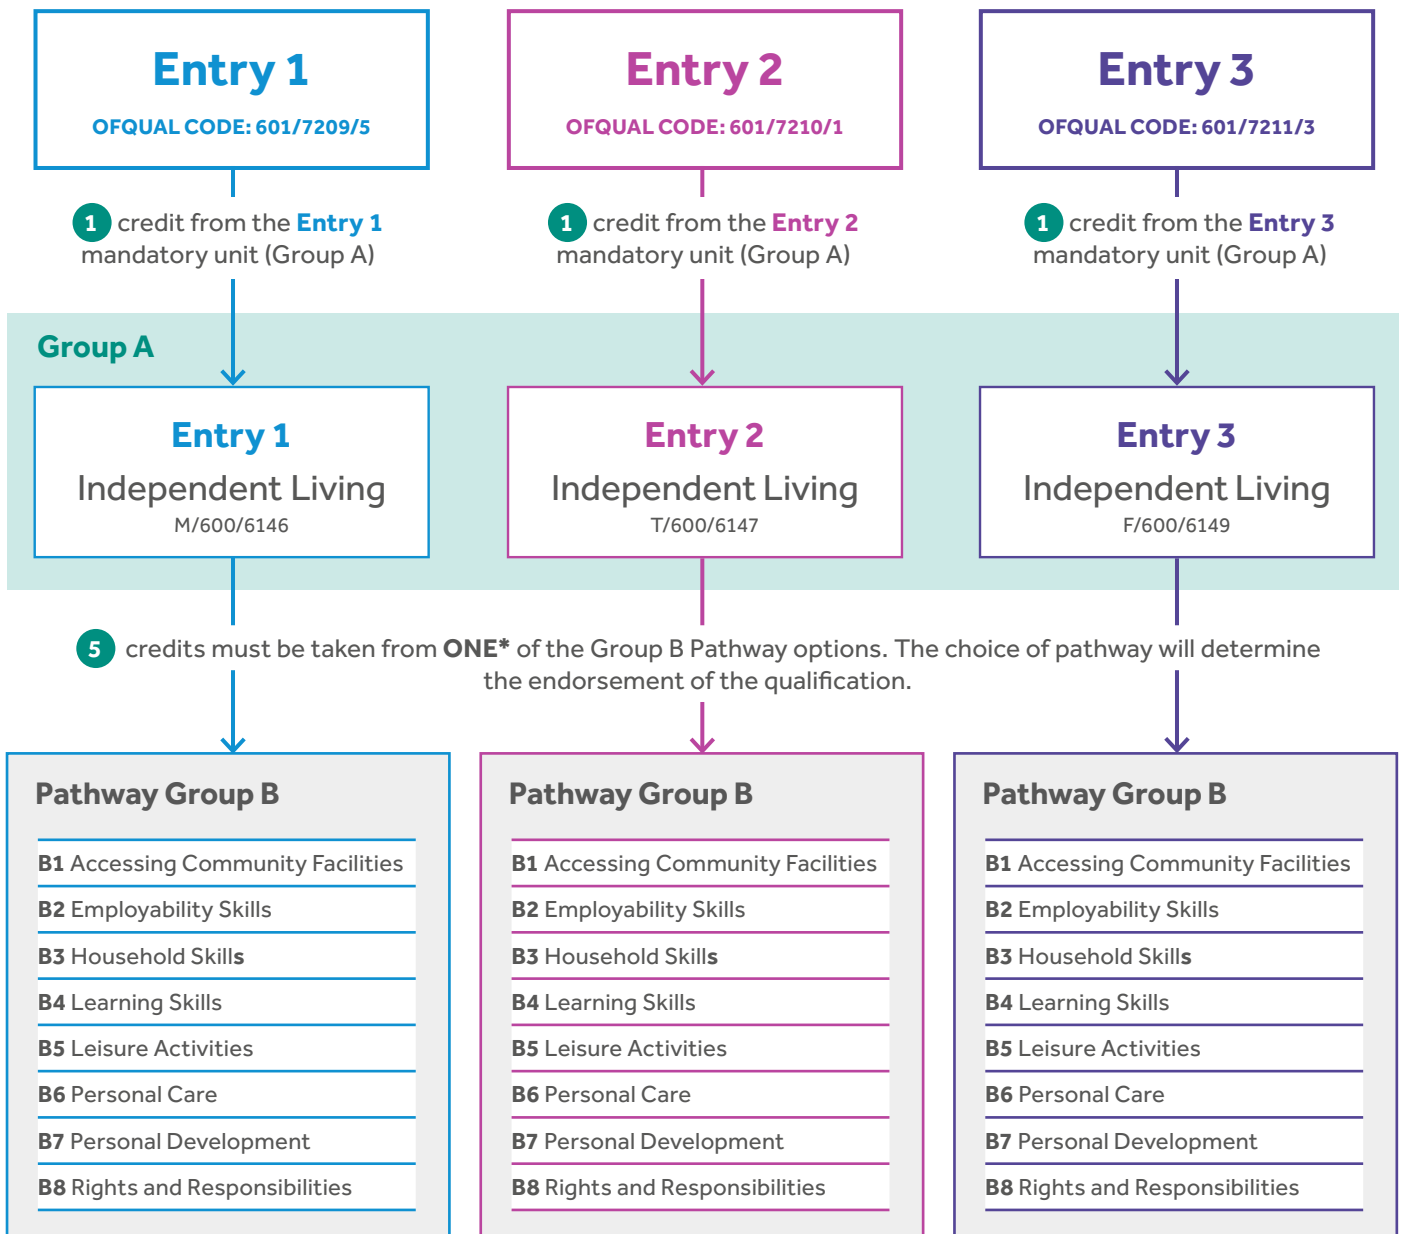 Entry 1
OFQUAL CODE: 601/7209/5
Entry 2
OFQUAL CODE: 601/7210/1
Entry 3
OFQUAL CODE: 601/7211/3
1 credit from the Entry 1
mandatory unit (Group A)
1 credit from the Entry 2
mandatory unit (Group A)
1 credit from the Entry 3
mandatory unit (Group A)
Group A
Entry 1
Independent Living
M/600/6146
Entry 2
Independent Living
T/600/6147
Entry 3
Independent Living
F/600/6149
5 credits must be taken from ONE* of the Group B Pathway options. The choice of pathway will determine
the endorsement of the qualification.
Pathway Group B
B1 Accessing Community Facilities
B2 Employability Skills
B3 Household Skills
B4 Learning Skills
B5 Leisure Activities
B6 Personal Care
B7 Personal Development
B8 Rights and Responsibilities
Pathway Group B
B1 Accessing Community Facilities
B2 Employability Skills
B3 Household Skills
B4 Learning Skills
B5 Leisure Activities
B6 Personal Care
B7 Personal Development
B8 Rights and Responsibilities
Pathway Group B
B1 Accessing Community Facilities
B2 Employability Skills
B3 Household Skills
B4 Learning Skills
B5 Leisure Activities
B6 Personal Care
B7 Personal Development
B8 Rights and Responsibilities